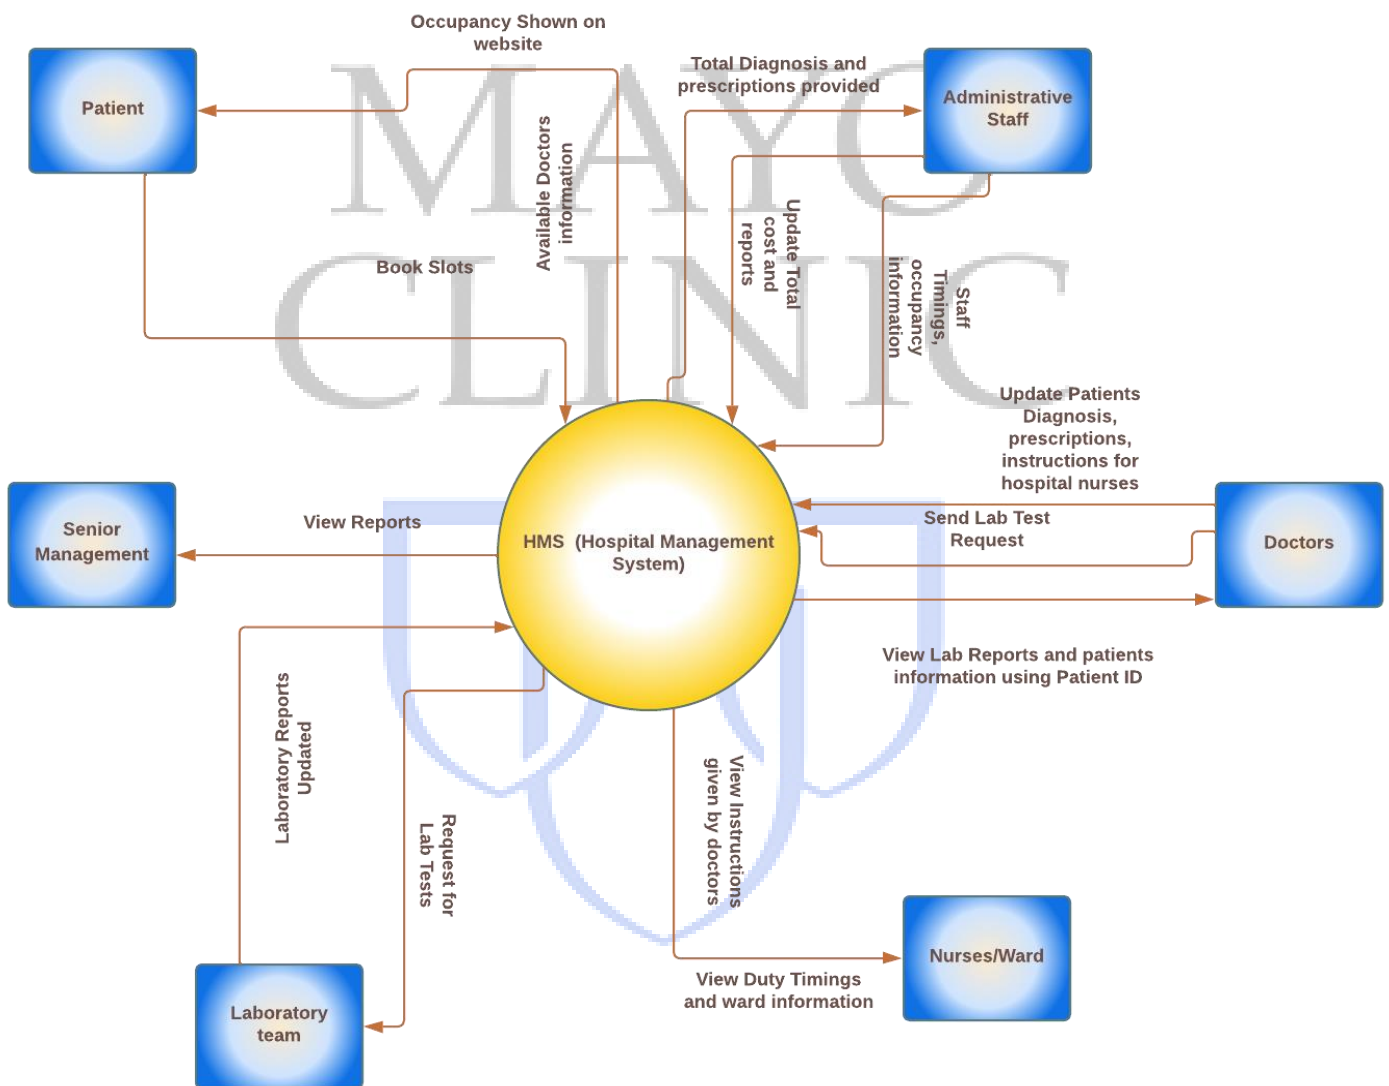 Occupancy Shown on
website
Patient
Total Diagnosis and
prescriptions provided
Administrative
Staff
MAYO
CLINIC
Available Doctors
information
Book Slots
Update Total
cost and
reports
Staff
Timings,
occupancy
information
Update Patients
Diagnosis,
prescriptions,
instructions for
hospital nurses
Senior
Management
View Reports
HMS (Hospital Management
System)
Send Lab Test
Request
Doctors
View Lab Reports and patients
information using Patient ID
Laboratory Reports
Updated
Request for
Lab Tests
View Instructions
given by doctors
Nurses/Ward
View Duty Timings
and ward information
Laboratory
team